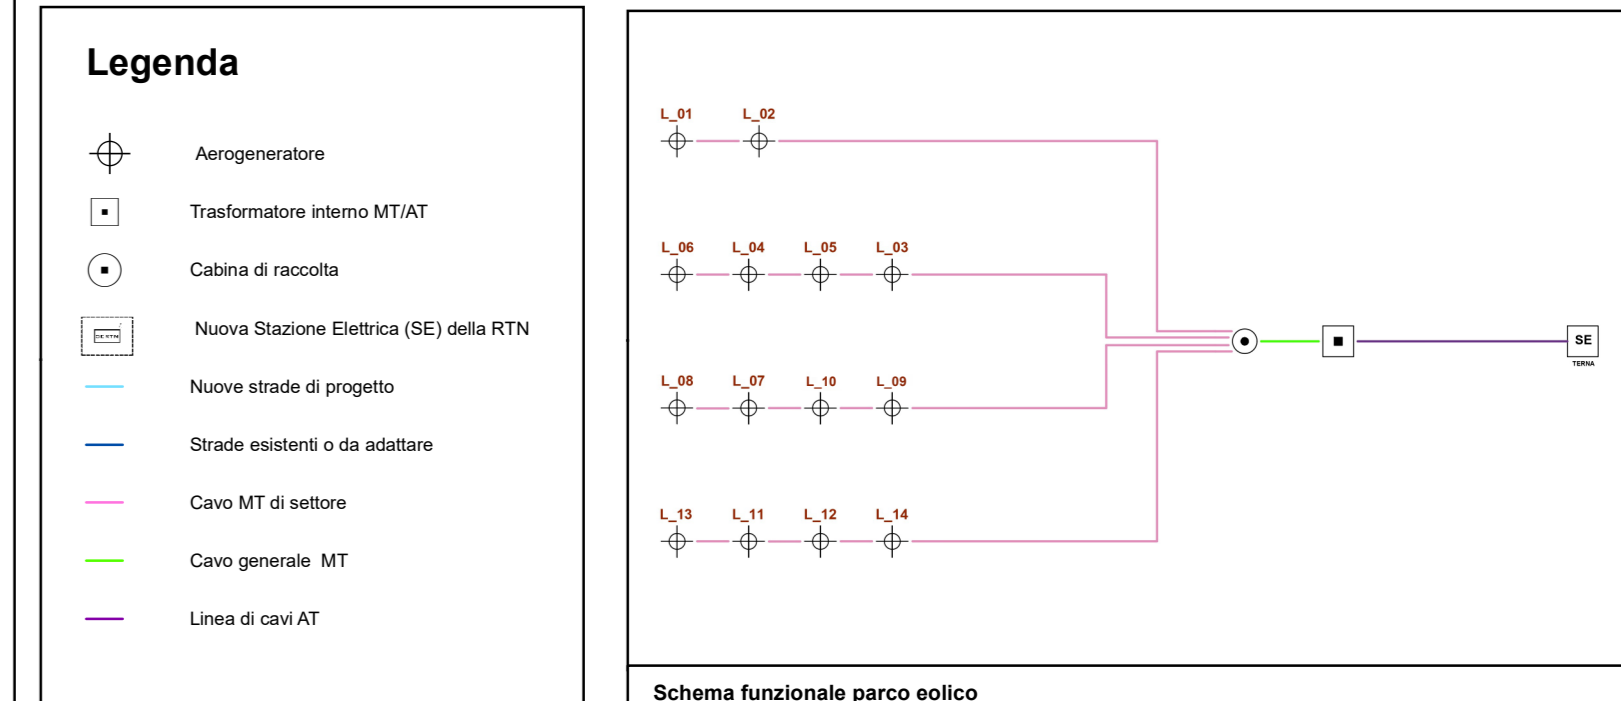 Legenda
Aerogeneratore
Trasformatore interno MT/AT
Cabina di raccolta
SE RTN
Nuova Stazione Elettrica (SE) della RTN
Nuove strade di progetto
Strade esistenti o da adattare
Cavo MT di settore
Cavo generale MT
Linea di cavi AT
L_01 L_02
L_06 L_04 L_05 L_03
L_08 L_07 L_10 L_09
L_13 L_11 L_12 L_14
SE
TERNA
Schema funzionale parco eolico